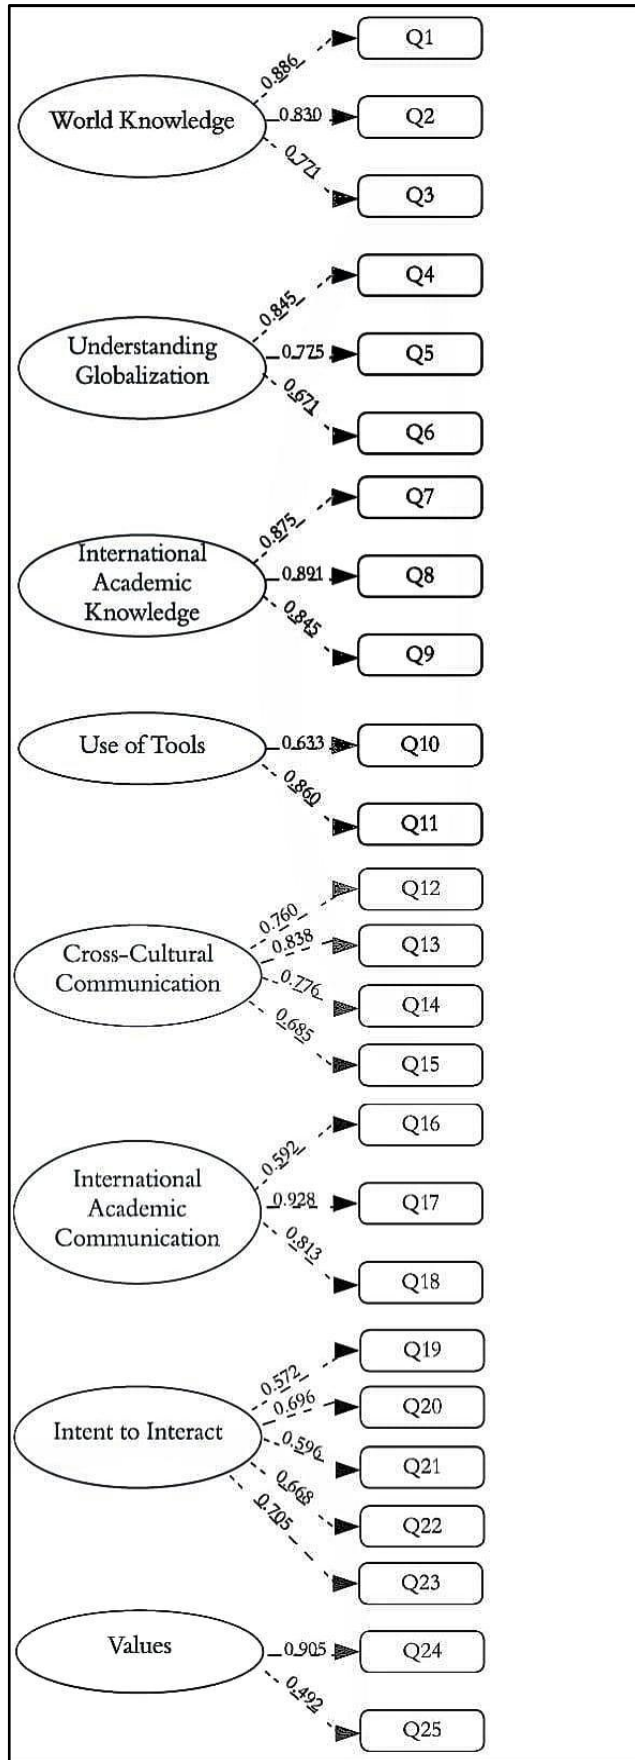 0.886
Q1
World Knowledge
0.830
Q2
0.771
Q3
0.845
Q4
Understanding
Globalization
0.775
Q5
0.671
Q6
0.875
Q7
International
Academic
Knowledge
0.891
Q8
0.845
Q9
Use of Tools
0.633
Q10
0.860
Q11
0.760
Q12
Cross-Cultural
Communication
0.838
Q13
0.776
Q14
0.685
Q15
0.592
Q16
International
Academic
Communication
0.928
Q17
0.813
Q18
0.572
Q19
0.696
Q20
Intent to Interact
0.596
Q21
0.668
Q22
0.705
Q23
Values
0.905
Q24
0.492
Q25